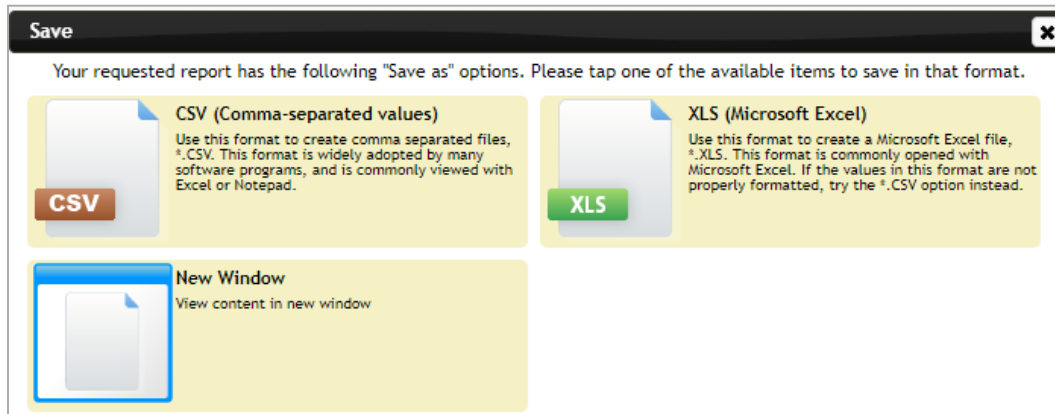 Save
Your requested report has the following "Save as" options. Please tap one of the available items to save in that format.
CSV (Comma-separated values)
Use this format to create comma separated files,
*.CSV. This format is widely adopted by many
software programs, and is commonly viewed with
Excel or Notepad.
CSV
XLS (Microsoft Excel)
Use this format to create a Microsoft Excel file,
*.XLS. This format is commonly opened with
Microsoft Excel. If the values in this format are not
properly formatted, try the *.CSV option instead.
XLS
New Window
View content in new window